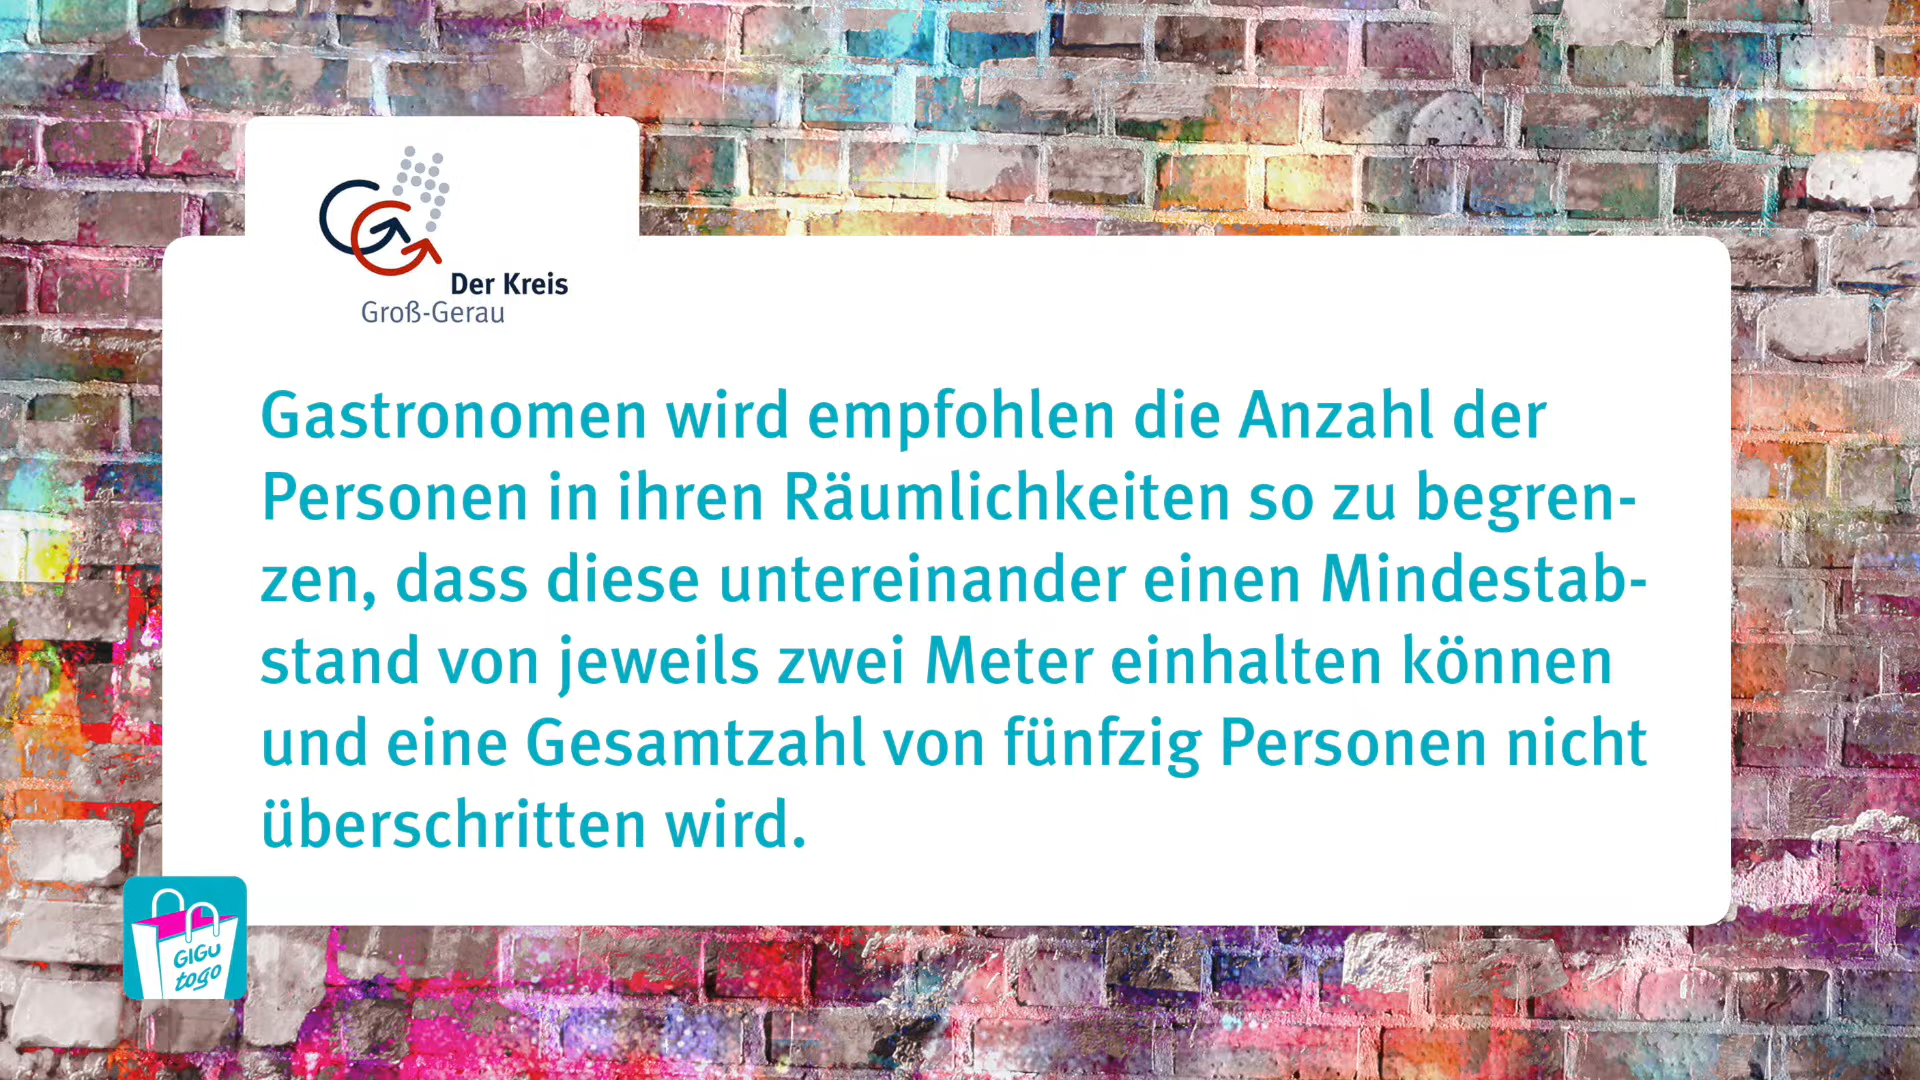 Der Kreis
Groß-Gerau
Gastronomen wird empfohlen die Anzahl der
Personen in ihren Räumlichkeiten so zu begren-
zen, dass diese untereinander einen Mindestab-
stand von jeweils zwei Meter einhalten können
und eine Gesamtzahl von fünfzig Personen nicht
überschritten wird.
GIGU
togo